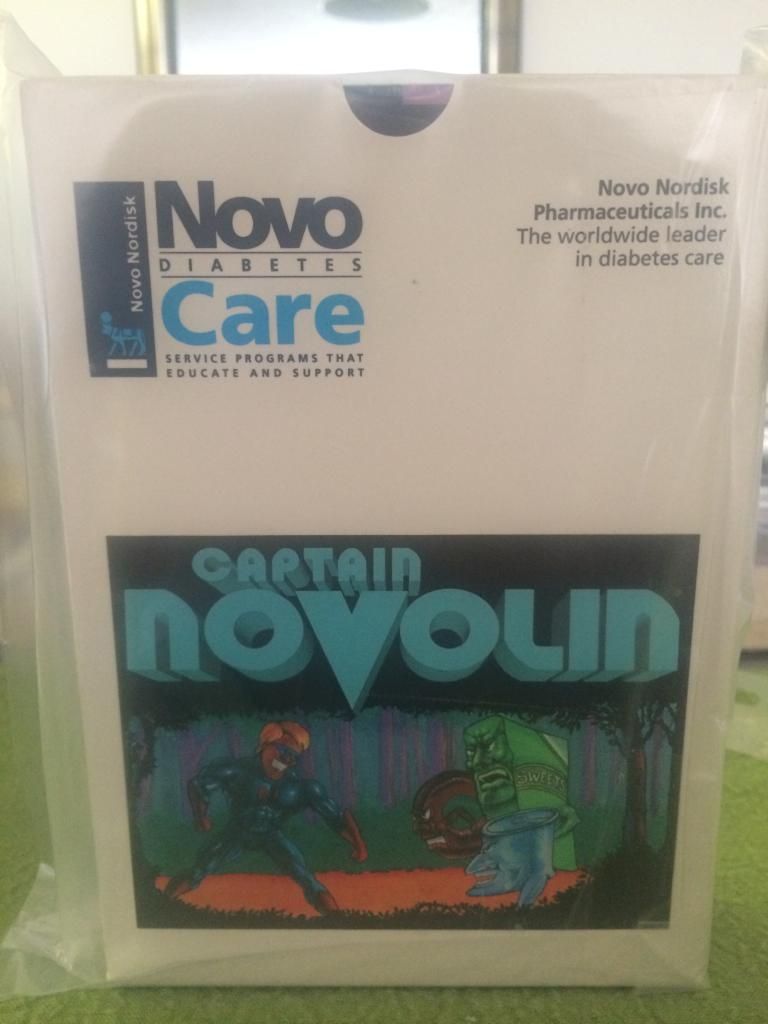 Novo Nordisk
Novo
DIABETES
Care
SERVICE PROGRAMS THAT
EDUCATE AND SUPPORT
Novo Nordisk
Pharmaceuticals Inc.
The worldwide leader
in diabetes care
CAPTAIN
NOVOLIN
SWEETS